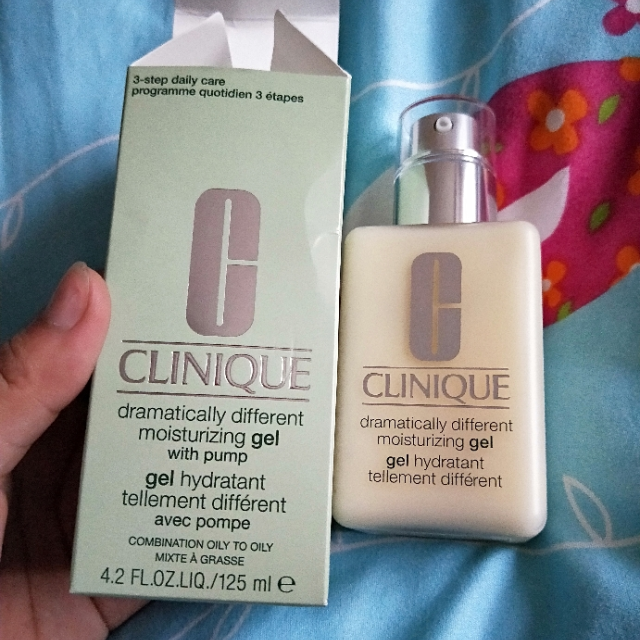 3-step daily care
programme quotidien 3 étapes
C
CLINIQUE
dramatically different
moisturizing gel
with pump
gel hydratant
tellement différent
avec pompe
COMBINATION OILY TO OILY
MIXTE À GRASSE
4.2 FL.OZ.LIQ./125 ml ℮
C
CLINIQUE
dramatically different
moisturizing gel
gel hydratant
tellement différent